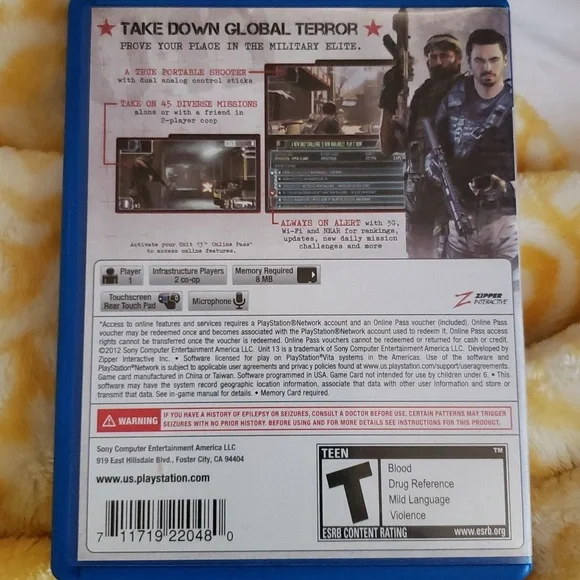 TAKE DOWN GLOBAL TERROR
PROVE YOUR PLACE IN THE MILITARY ELITE.
A TRUE PORTABLE SHOOTER
with dual analog control sticks
TAKE ON 45 DIVERSE MISSIONS
alone or with a friend in
2-player coop
A NEW DAILY CHALLENGE IS NOW AVAILABLE! PLAY IT NOW!
ALWAYS ON ALERT with 3G,
Wi-Fi and NEAR for rankings,
updates, new daily mission
challenges and more
Activate your Unit 13™ Online Pass*
to access online features.
Player
1
Infrastructure Players
2 co-op
Memory Required
8 MB
Touchscreen
Rear Touch Pad
Microphone
ZIPPER
INTERACTIVE
*Access to online features and services requires a PlayStation®Network account and an Online Pass voucher (included). Online Pass
voucher may be redeemed once and becomes associated with the PlayStation®Network account used to redeem it. Online Pass access
rights cannot be transferred once the voucher is redeemed. Online Pass vouchers cannot be returned or redeemed for cash or credit.
©2012 Sony Computer Entertainment America LLC. Unit 13 is a trademark of Sony Computer Entertainment America LLC. Developed by
Zipper Interactive Inc. • Software licensed for play on PlayStation®Vita systems in the Americas. Use of the software and
PlayStation®Network is subject to applicable user agreements and privacy policies found at www.us.playstation.com/support/useragreements.
Game card manufactured in China or Taiwan. Software programmed in USA. Game Card not intended for use by children under 6. • This
software may have the system record geographic location information, associate that data with other user information and store or
transmit that data. See in-game manual for details. • Memory Card required.
WARNING
IF YOU HAVE A HISTORY OF EPILEPSY OR SEIZURES, CONSULT A DOCTOR BEFORE USE. CERTAIN PATTERNS MAY TRIGGER
SEIZURES WITH NO PRIOR HISTORY. BEFORE USING AND FOR MORE DETAILS SEE INSTRUCTIONS FOR THIS PRODUCT.
Sony Computer Entertainment America LLC
919 East Hillsdale Blvd., Foster City, CA 94404
www.us.playstation.com
7 11719 22048 0
TEEN
TM
T
Blood
Drug Reference
Mild Language
Violence
ESRB CONTENT RATING
www.esrb.org